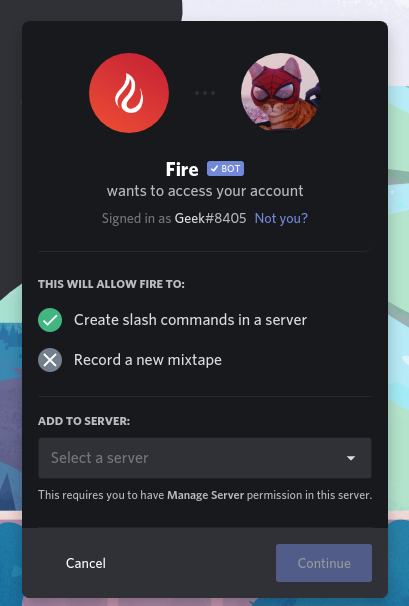 Fire BOT
wants to access your account
Signed in as Geek#8405 Not you?
THIS WILL ALLOW FIRE TO:
Create slash commands in a server
Record a new mixtape
ADD TO SERVER:
Select a server
This requires you to have Manage Server permission in this server.
Cancel
Continue